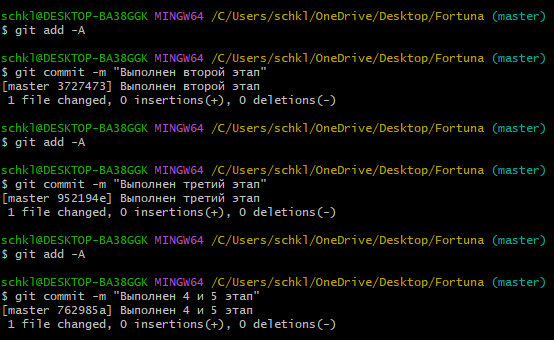 schkl@DESKTOP-BA38GGK MINGW64 /C/Users/schkl/OneDrive/Desktop/Fortuna (master)
$ git add -A
schkl@DESKTOP-BA38GGK MINGW64 /C/Users/schkl/OneDrive/Desktop/Fortuna (master)
$ git commit -m "Выполнен второй этап"
[master 3727473] Выполнен второй этап
1 file changed, 0 insertions(+), 0 deletions(-)
schkl@DESKTOP-BA38GGK MINGW64 /C/Users/schkl/OneDrive/Desktop/Fortuna (master)
$ git add -A
schkl@DESKTOP-BA38GGK MINGW64 /C/Users/schkl/OneDrive/Desktop/Fortuna (master)
$ git commit -m "Выполнен третий этап"
[master 952194e] Выполнен третий этап
1 file changed, 0 insertions(+), 0 deletions(-)
schkl@DESKTOP-BA38GGK MINGW64 /C/Users/schkl/OneDrive/Desktop/Fortuna (master)
$ git add -A
schkl@DESKTOP-BA38GGK MINGW64 /C/Users/schkl/OneDrive/Desktop/Fortuna (master)
$ git commit -m "Выполнен 4 и 5 этап"
[master 762985a] Выполнен 4 и 5 этап
1 file changed, 0 insertions(+), 0 deletions(-)